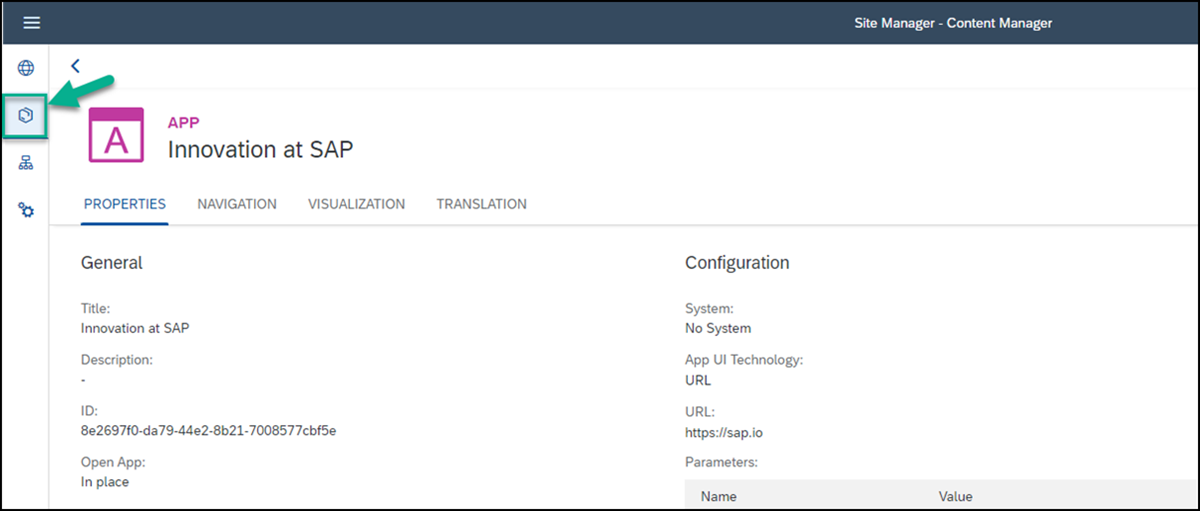 Site Manager - Content Manager
A
APP
Innovation at SAP
PROPERTIES NAVIGATION VISUALIZATION TRANSLATION
General
Title:
Innovation at SAP
Description:
-
ID:
8e2697f0-da79-44e2-8b21-7008577cbf5e
Open App:
In place
Configuration
System:
No System
App UI Technology:
URL
URL:
https://sap.io
Parameters:
Name Value